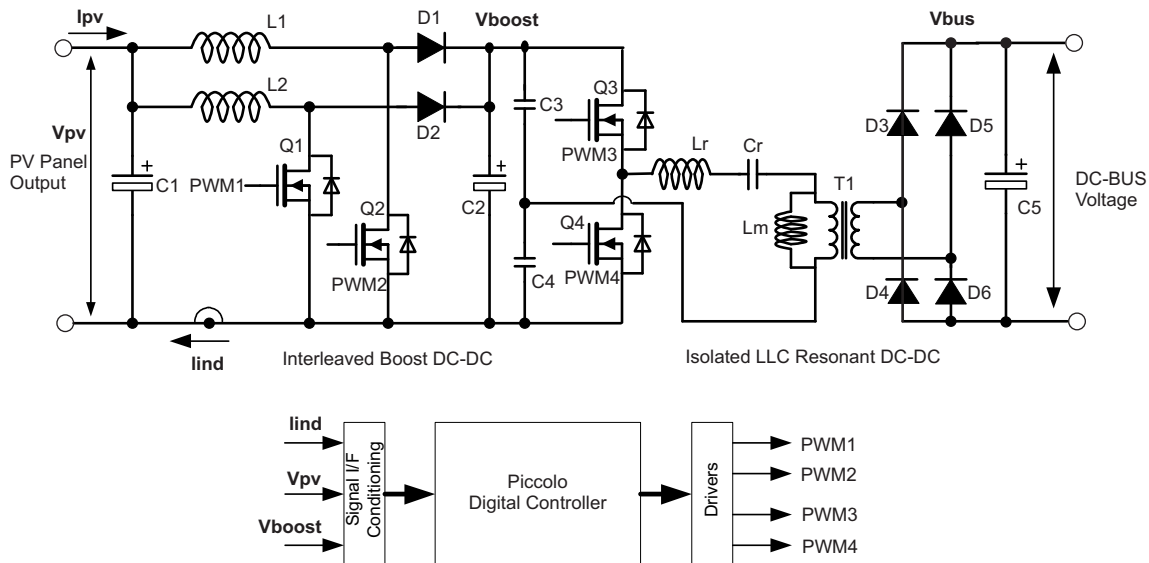 Ipv
L1
D1
Vboost
Vbus
L2
D2
Q3
C3
PWM3
D3
D5
Vpv
PV Panel
Output
C1
+
Q1
PWM1
Q2
PWM2
+
C2
Lr
Cr
T1
Lm
+
C5
DC-BUS
Voltage
Q4
C4
PWM4
D4
D6
Iind
Interleaved Boost DC-DC
Isolated LLC Resonant DC-DC
Iind
Vpv
Vboost
Signal I/F
Conditioning
Piccolo
Digital Controller
Drivers
PWM1
PWM2
PWM3
PWM4